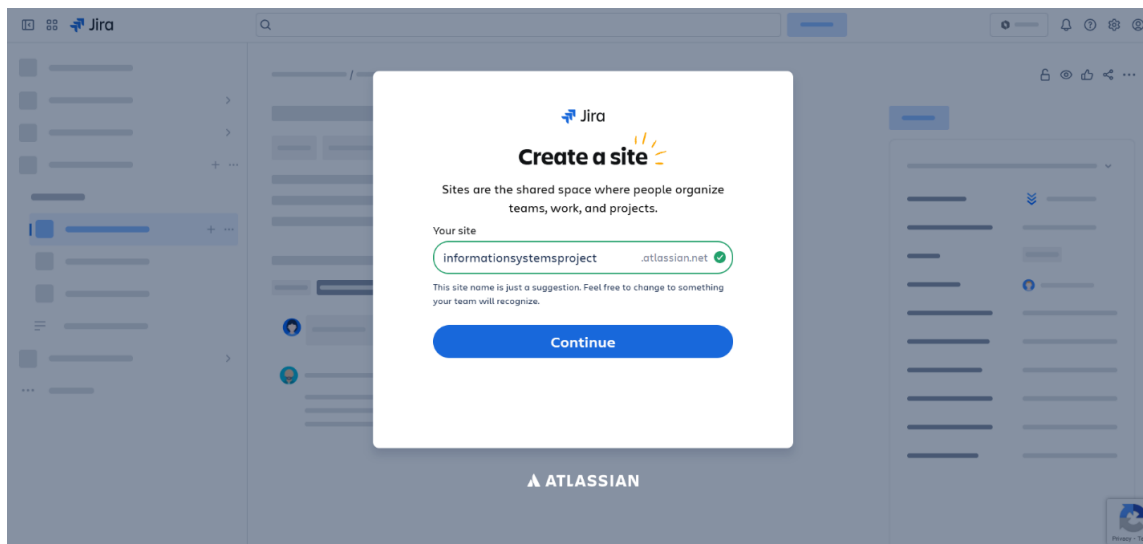 Jira
Jira
Create a site
Sites are the shared space where people organize
teams, work, and projects.
Your site
informationsystemsproject .atlassian.net
This site name is just a suggestion. Feel free to change to something
your team will recognize.
Continue
ATLASSIAN